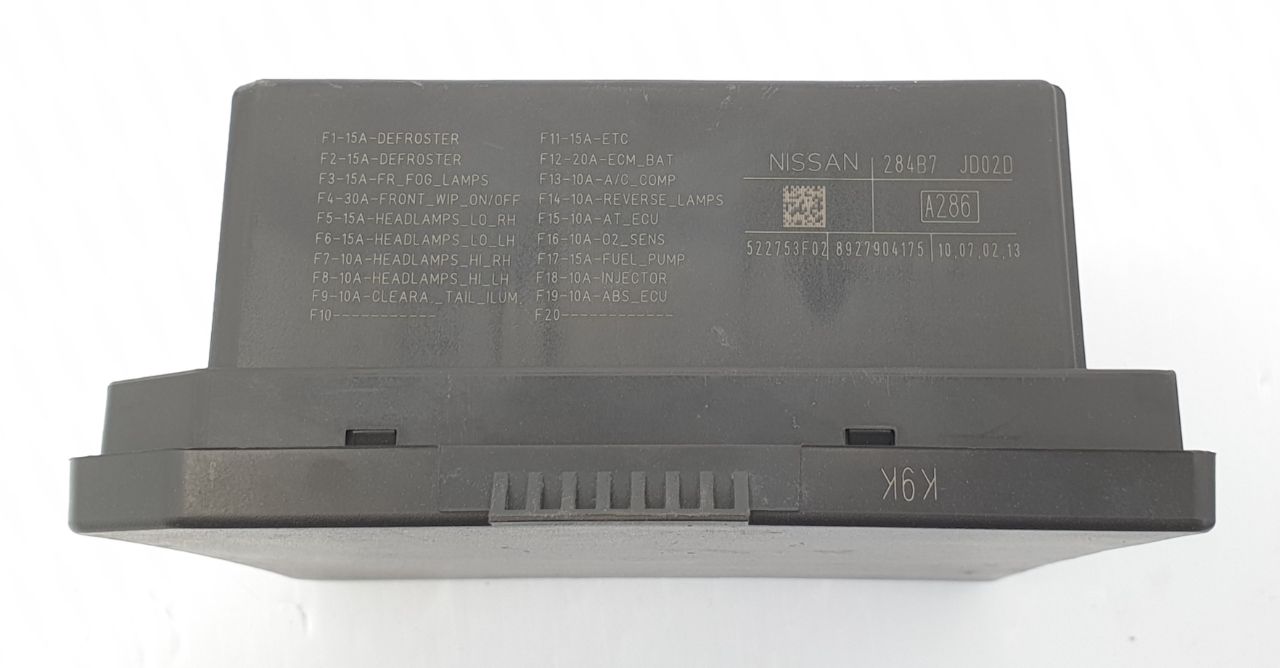 F1-15A-DEFROSTER
F2-15A-DEFROSTER
F3-15A-FR_FOG_LAMPS
F4-30A-FRONT_WIP_ON/OFF
F5-15A-HEADLAMPS_LO_RH
F6-15A-HEADLAMPS_LO_LH
F7-10A-HEADLAMPS_HI_RH
F8-10A-HEADLAMPS_HI_LH
F9-10A-CLEARA._TAIL_ILUM.
F10-----------
F11-15A-ETC
F12-20A-ECM_BAT
F13-10A-A/C_COMP
F14-10A-REVERSE_LAMPS
F15-10A-AT_ECU
F16-10A-O2_SENS
F17-15A-FUEL_PUMP
F18-10A-INJECTOR
F19-10A-ABS_ECU
F20------------
NISSAN 284B7 JD02D
A286
522753F02 8927904175 10,07,02,13
K9K